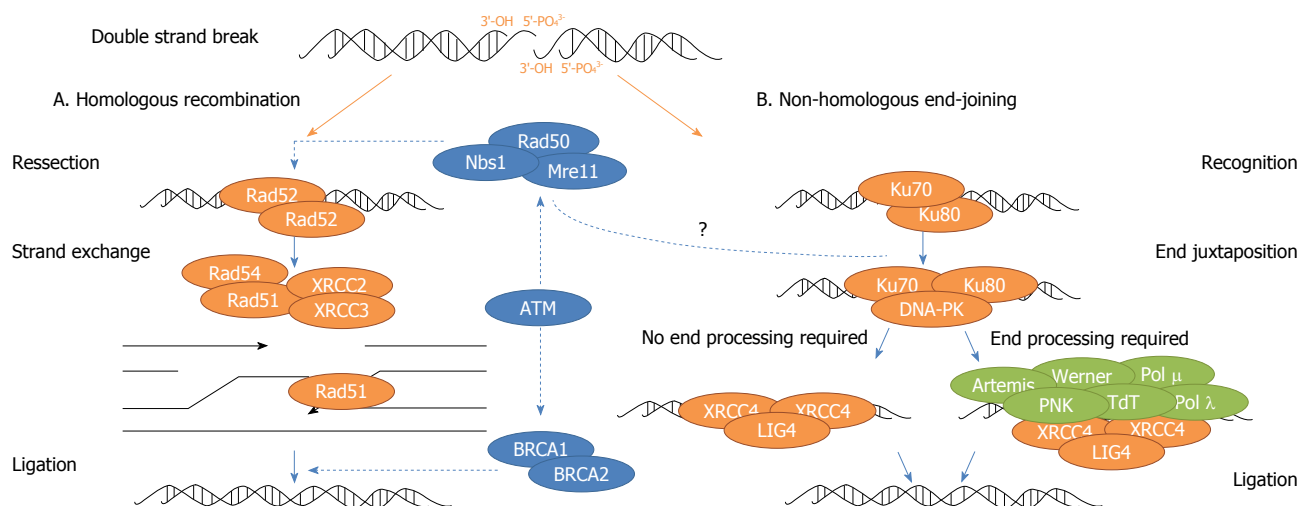 3'-OH 5'-PO₄³⁻
Double strand break
3'-OH 5'-PO₄³⁻
A. Homologous recombination
B. Non-homologous end-joining
Ressection
Rad50
Nbs1
Mre11
Recognition
Rad52
Rad52
Ku70
Ku80
?
Strand exchange
End juxtaposition
Rad54
XRCC2
Rad51
XRCC3
Ku70
Ku80
DNA-PK
ATM
No end processing required
End processing required
Rad51
Artemis
Werner
Pol μ
PNK
TdT
Pol λ
XRCC4
XRCC4
LIG4
XRCC4
XRCC4
LIG4
BRCA1
BRCA2
Ligation
Ligation